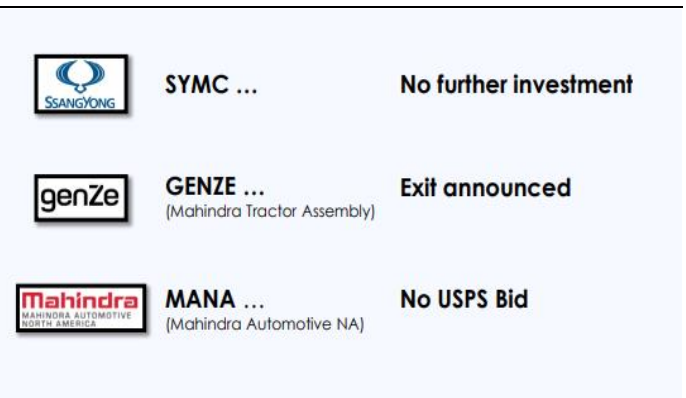 SSANGYONG
SYMC ...
No further investment
genZe
GENZE ...
(Mahindra Tractor Assembly)
Exit announced
Mahindra
MAHINDRA AUTOMOTIVE
NORTH AMERICA
MANA ...
(Mahindra Automotive NA)
No USPS Bid